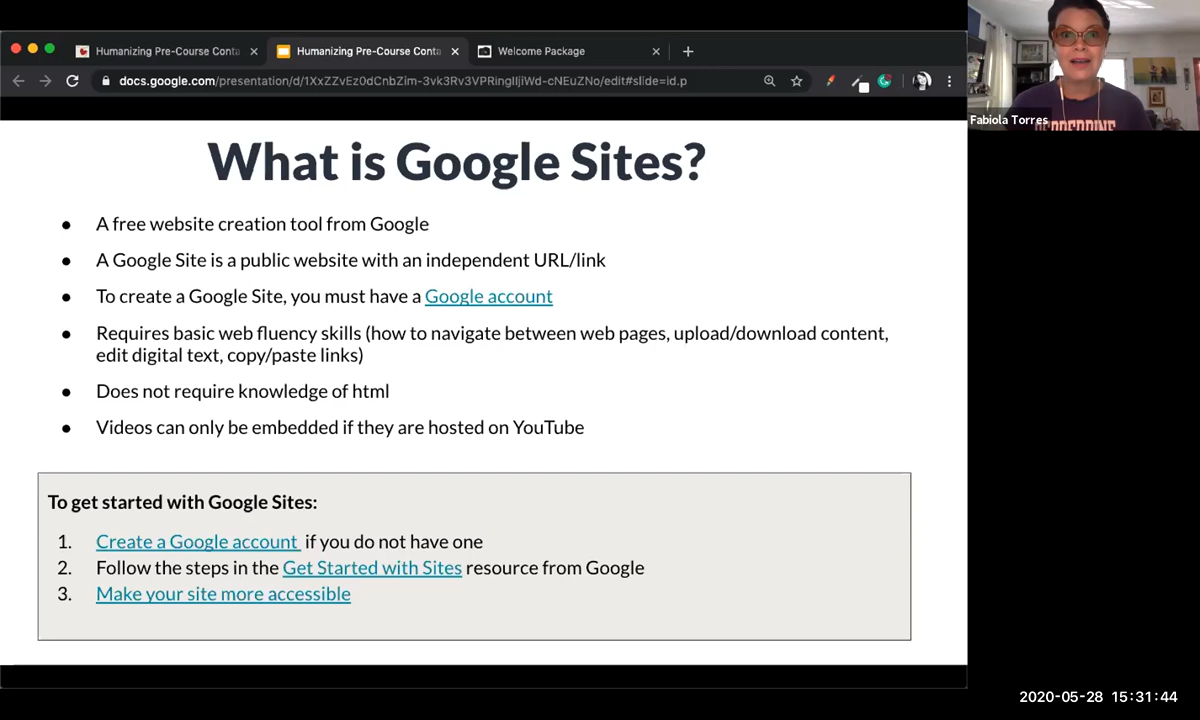 Humanizing Pre-Course Conta
Humanizing Pre-Course Conta
Welcome Package
docs.google.com/presentation/d/1XxZZvEz0dCnbZim-3vk3Rv3VPRinglIjiWd-cNEuZNo/edit#slide=id.p
Fabiola Torres
PEPPERDINE
What is Google Sites?
● A free website creation tool from Google
● A Google Site is a public website with an independent URL/link
● To create a Google Site, you must have a Google account
● Requires basic web fluency skills (how to navigate between web pages, upload/download content,
edit digital text, copy/paste links)
● Does not require knowledge of html
● Videos can only be embedded if they are hosted on YouTube
To get started with Google Sites:
1. Create a Google account if you do not have one
2. Follow the steps in the Get Started with Sites resource from Google
3. Make your site more accessible
2020-05-28 15:31:44